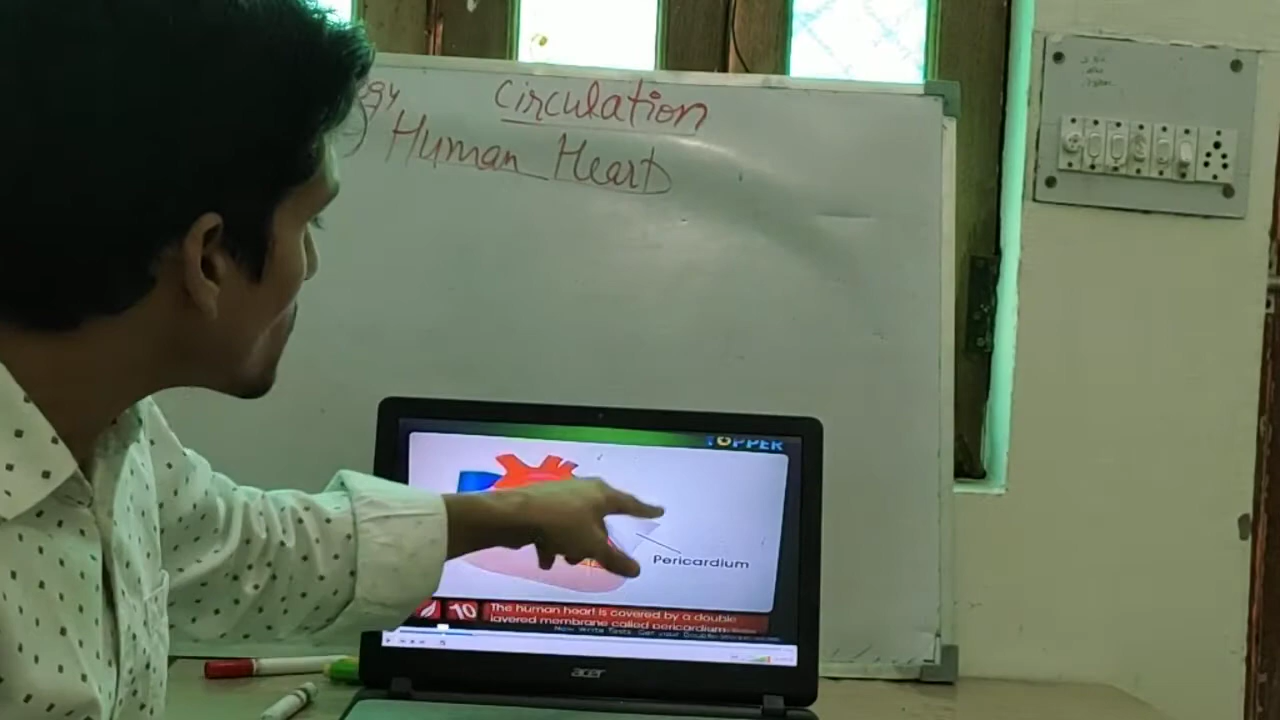 Circulation
Human Heart
TOPPER
Pericardium
10 The human heart is covered by a double
layered membrane called pericardium
acer